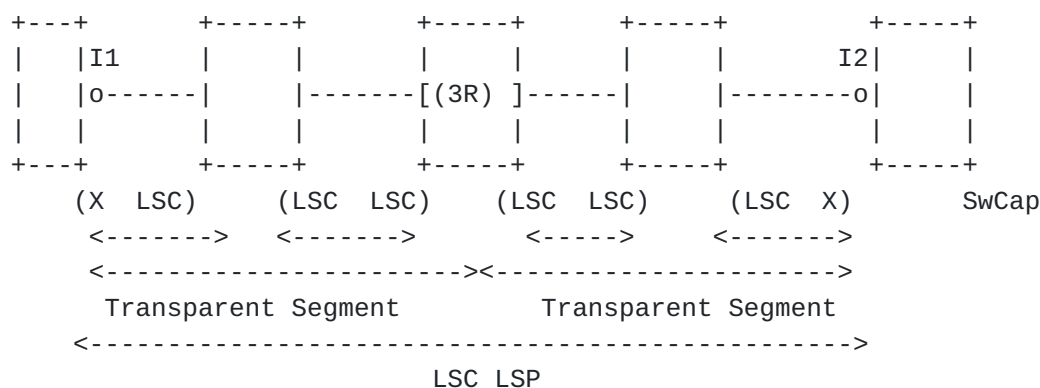 +---+       +-----+       +-----+      +-----+         +-----+
|   |I1     |     |       |     |      |     |       I2|     |
|   |o------|     |-------[(3R) ]------|     |--------o|     |
|   |       |     |       |     |      |     |         |     |
+---+       +-----+       +-----+      +-----+         +-----+
    (X  LSC)     (LSC  LSC)    (LSC  LSC)     (LSC  X)       SwCap
     <------->   <------->       <----->     <------->
     <-----------------------><---------------------->
      Transparent Segment         Transparent Segment
    <------------------------------------------------->
                           LSC LSP